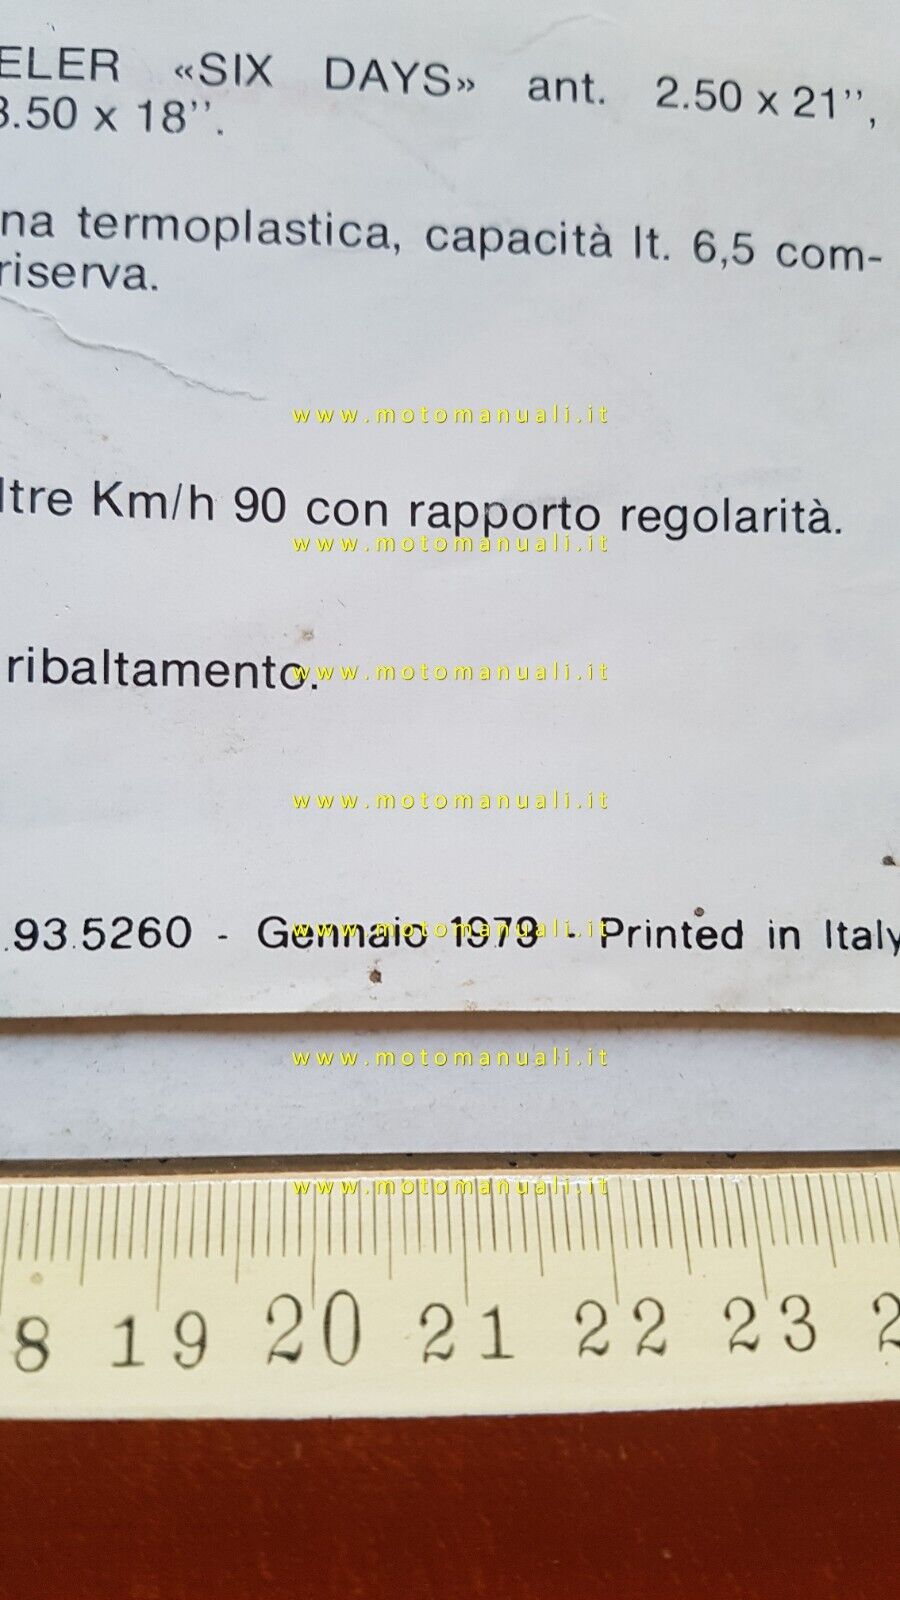 ELER «SIX DAYS» ant. 2.50 x 21'',
3.50 x 18''.
na termoplastica, capacità lt. 6,5 com-
riserva.
www.motomanuali.it
ltre Km/h 90 con rapporto regolarità.
www.motomanuali.it
ribaltamento.
www.motomanuali.it
www.motomanuali.it
.93.5260 - Gennaio 1979 - Printed in Italy
www.motomanuali.it
www.motomanuali.it
www.motomanuali.it
8 19 20 21 22 23 2